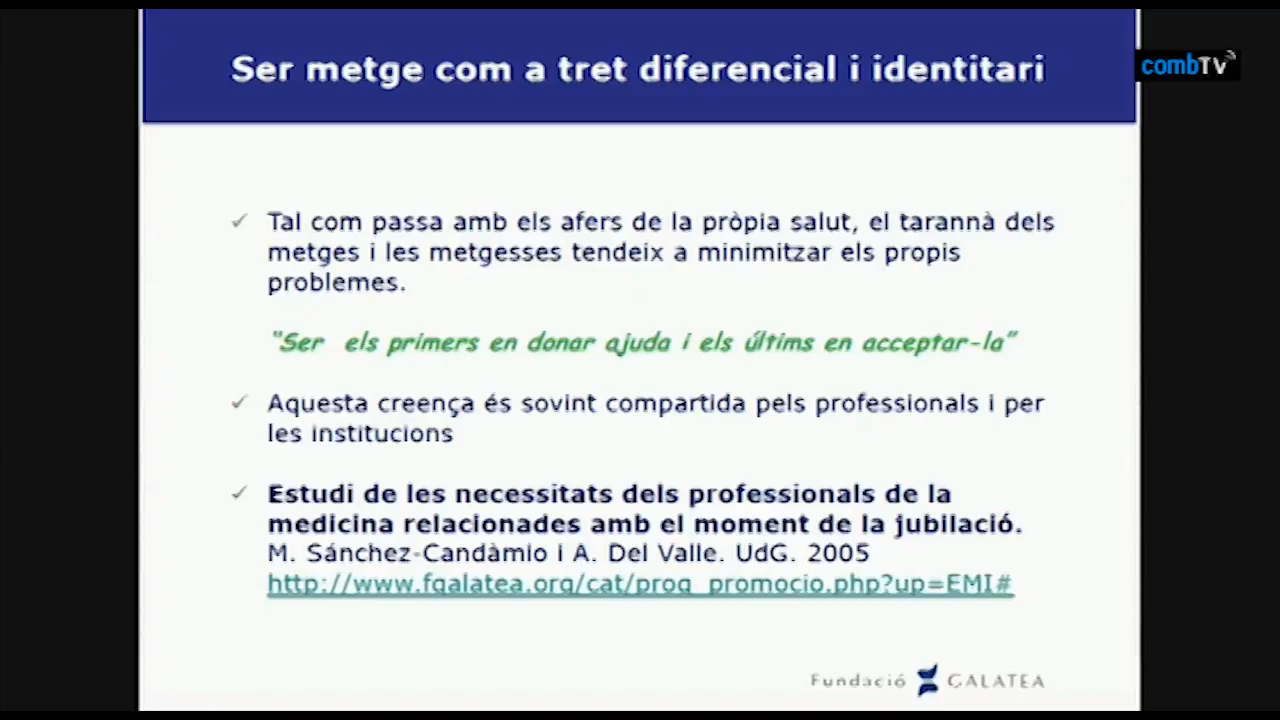 Ser metge com a tret diferencial i identitari
combTV
Tal com passa amb els afers de la pròpia salut, el tarannà dels
metges i les metgesses tendeix a minimitzar els propis
problemes.
"Ser els primers en donar ajuda i els últims en acceptar-la"
Aquesta creença és sovint compartida pels professionals i per
les institucions
Estudi de les necessitats dels professionals de la
medicina relacionades amb el moment de la jubilació.
M. Sánchez-Candàmio i A. Del Valle. UdG. 2005
http://www.fgalatea.org/cat/prog_promocio.php?up=EMI#
Fundació GALATEA